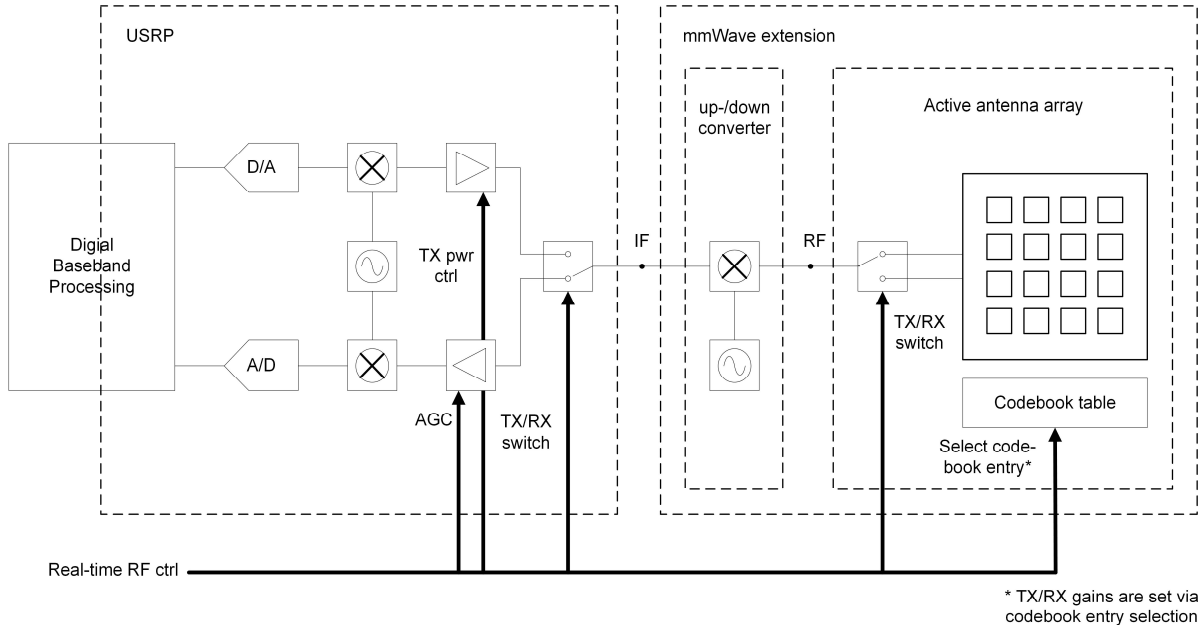 USRP
mmWave extension
up-/down
converter
Active antenna array
D/A
Digial
Baseband
Processing
TX pwr
ctrl
IF
RF
A/D
AGC
TX/RX
switch
TX/RX
switch
Codebook table
Select code-
book entry*
Real-time RF ctrl
* TX/RX gains are set via
codebook entry selection